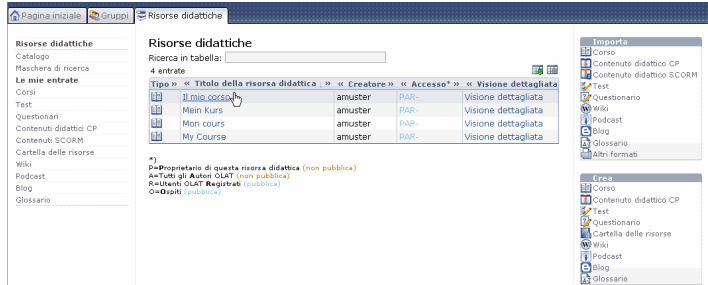 Pagina iniziale Gruppi Risorse didattiche
Risorse didattiche
Catalogo
Maschera di ricerca
Le mie entrate
Corsi
Test
Questionari
Contenuti didattici CP
Contenuti SCORM
Cartella delle risorse
Wiki
Podcast
Blog
Glossario
Risorse didattiche
Ricerca in tabella:
4 entrate
Tipo » « Titolo della risorsa didattica ¦ » « Creatore » « Accesso* » « Visione dettagliata
Il mio corso amuster PAR- Visione dettagliata
Mein Kurs amuster PAR- Visione dettagliata
Mon cours amuster PAR- Visione dettagliata
My Course amuster PAR- Visione dettagliata
*)
P=Proprietario di questa risorsa didattica (non pubblica)
A=Tutti gli Autori OLAT (non pubblica)
R=Utenti OLAT Registrati (pubblica)
O=Ospiti (pubblica)
Importa
Corso
Contenuto didattico CP
Contenuto didattico SCORM
Test
Questionario
Wiki
Podcast
Blog
Glossario
Altri formati
Crea
Corso
Contenuto didattico CP
Test
Questionario
Cartella delle risorse
Wiki
Podcast
Blog
Glossario